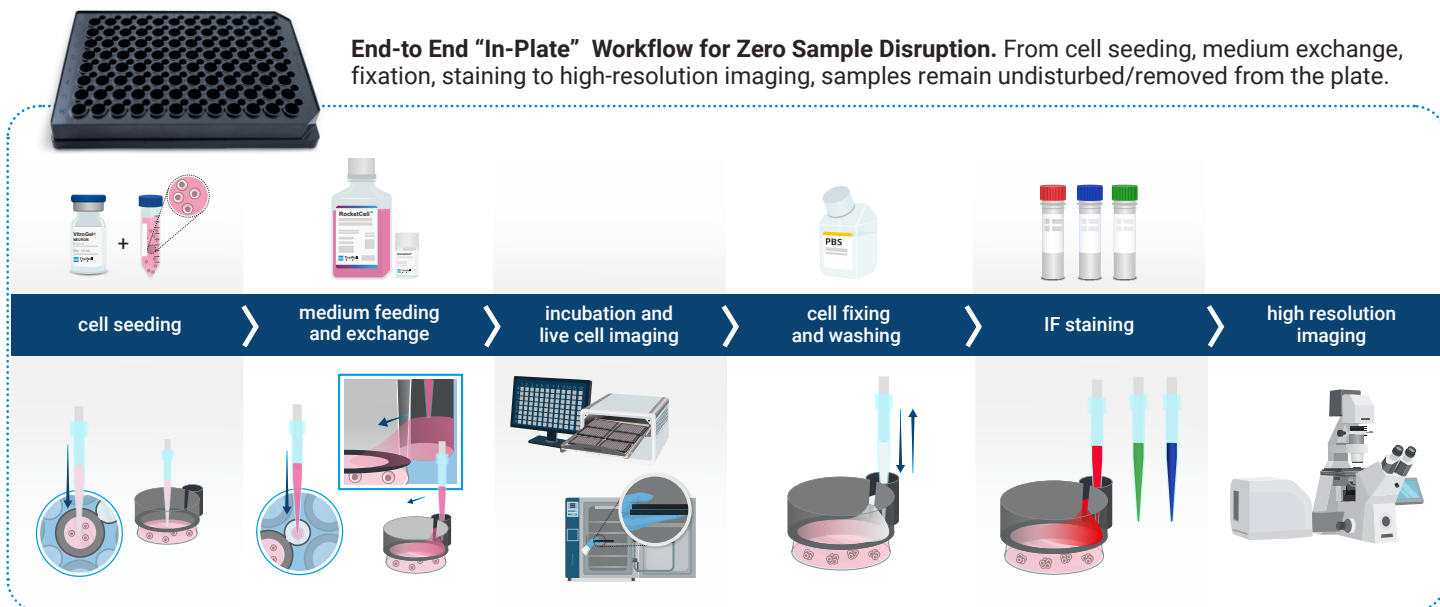 End-to End “In-Plate” Workflow for Zero Sample Disruption. From cell seeding, medium exchange,
fixation, staining to high-resolution imaging, samples remain undisturbed/removed from the plate.
VitroGel®
NEURON
+
RocketCell™
PBS
cell seeding
medium feeding
and exchange
incubation and
live cell imaging
cell fixing
and washing
IF staining
high resolution
imaging